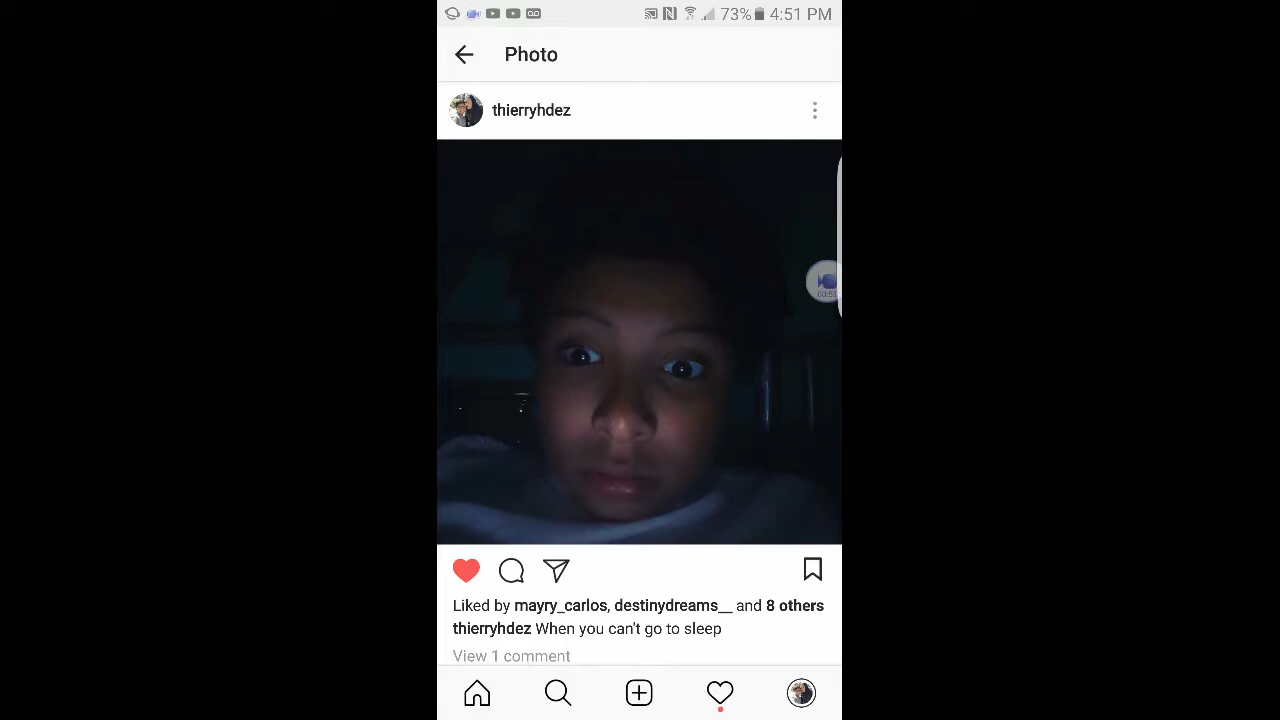 73% 4:51 PM
Photo
thierryhdez
Liked by mayry_carlos, destinydreams__ and 8 others
thierryhdez When you can't go to sleep
View 1 comment